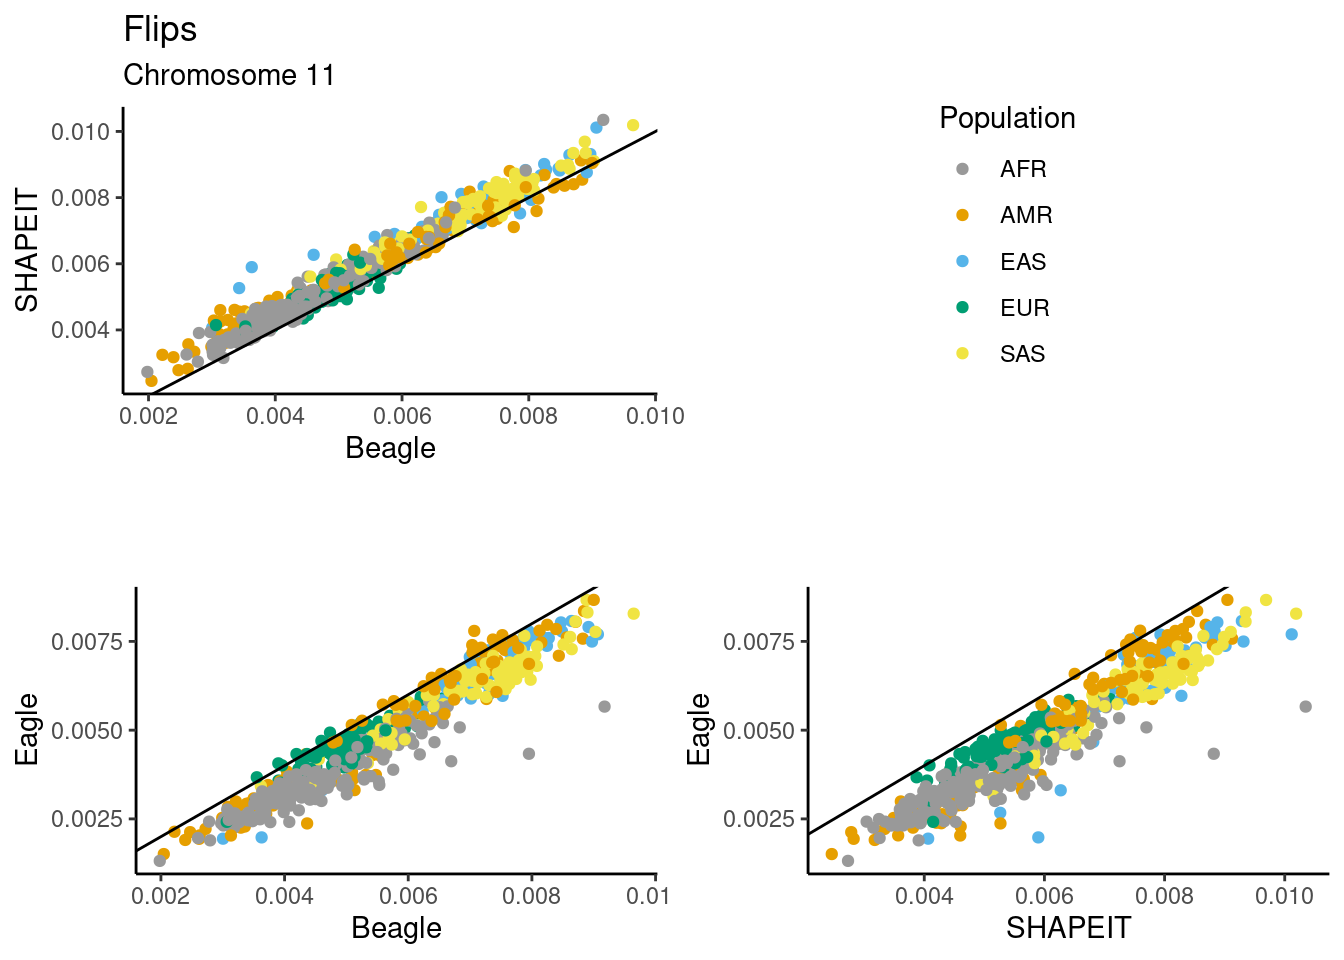 Flips
Chromosome 11
SHAPEIT
0.010
0.008
0.006
0.004
0.002 0.004 0.006 0.008 0.010
Beagle
Population
AFR
AMR
EAS
EUR
SAS
Eagle
0.0075
0.0050
0.0025
0.002 0.004 0.006 0.008 0.01
Beagle
Eagle
0.0075
0.0050
0.0025
0.004 0.006 0.008 0.010
SHAPEIT